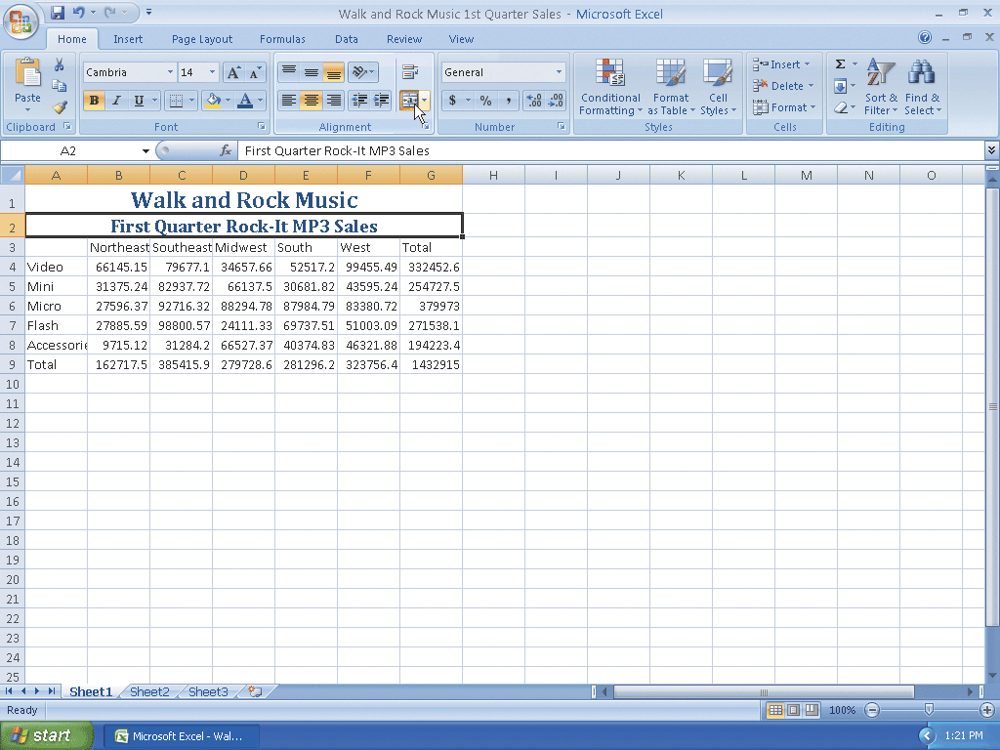 Walk and Rock Music 1st Quarter Sales - Microsoft Excel
Home Insert Page Layout Formulas Data Review View
Paste
Clipboard
Cambria 14 A A
B I U A
Font
Alignment
General
$ % , .00 .00
Number
Conditional Formatting
Format as Table
Cell Styles
Styles
Insert
Delete
Format
Cells
Σ
Sort & Filter
Find & Select
Editing
A2 fx First Quarter Rock-It MP3 Sales
A B C D E F G H I J K L M N O
1 Walk and Rock Music
2 First Quarter Rock-It MP3 Sales
3 Northeast Southeast Midwest South West Total
4 Video 66145.15 79677.1 34657.66 52517.2 99455.49 332452.6
5 Mini 31375.24 82937.72 66137.5 30681.82 43595.24 254727.5
6 Micro 27596.37 92716.32 88294.78 87984.79 83380.72 379973
7 Flash 27885.59 98800.57 24111.33 69737.51 51003.09 271538.1
8 Accessorie 9715.12 31284.2 66527.37 40374.83 46321.88 194223.4
9 Total 162717.5 385415.9 279728.6 281296.2 323756.4 1432915
10
11
12
13
14
15
16
17
18
19
20
21
22
23
24
25
Sheet1 Sheet2 Sheet3
Ready 100%
start Microsoft Excel - Wal... 1:21 PM